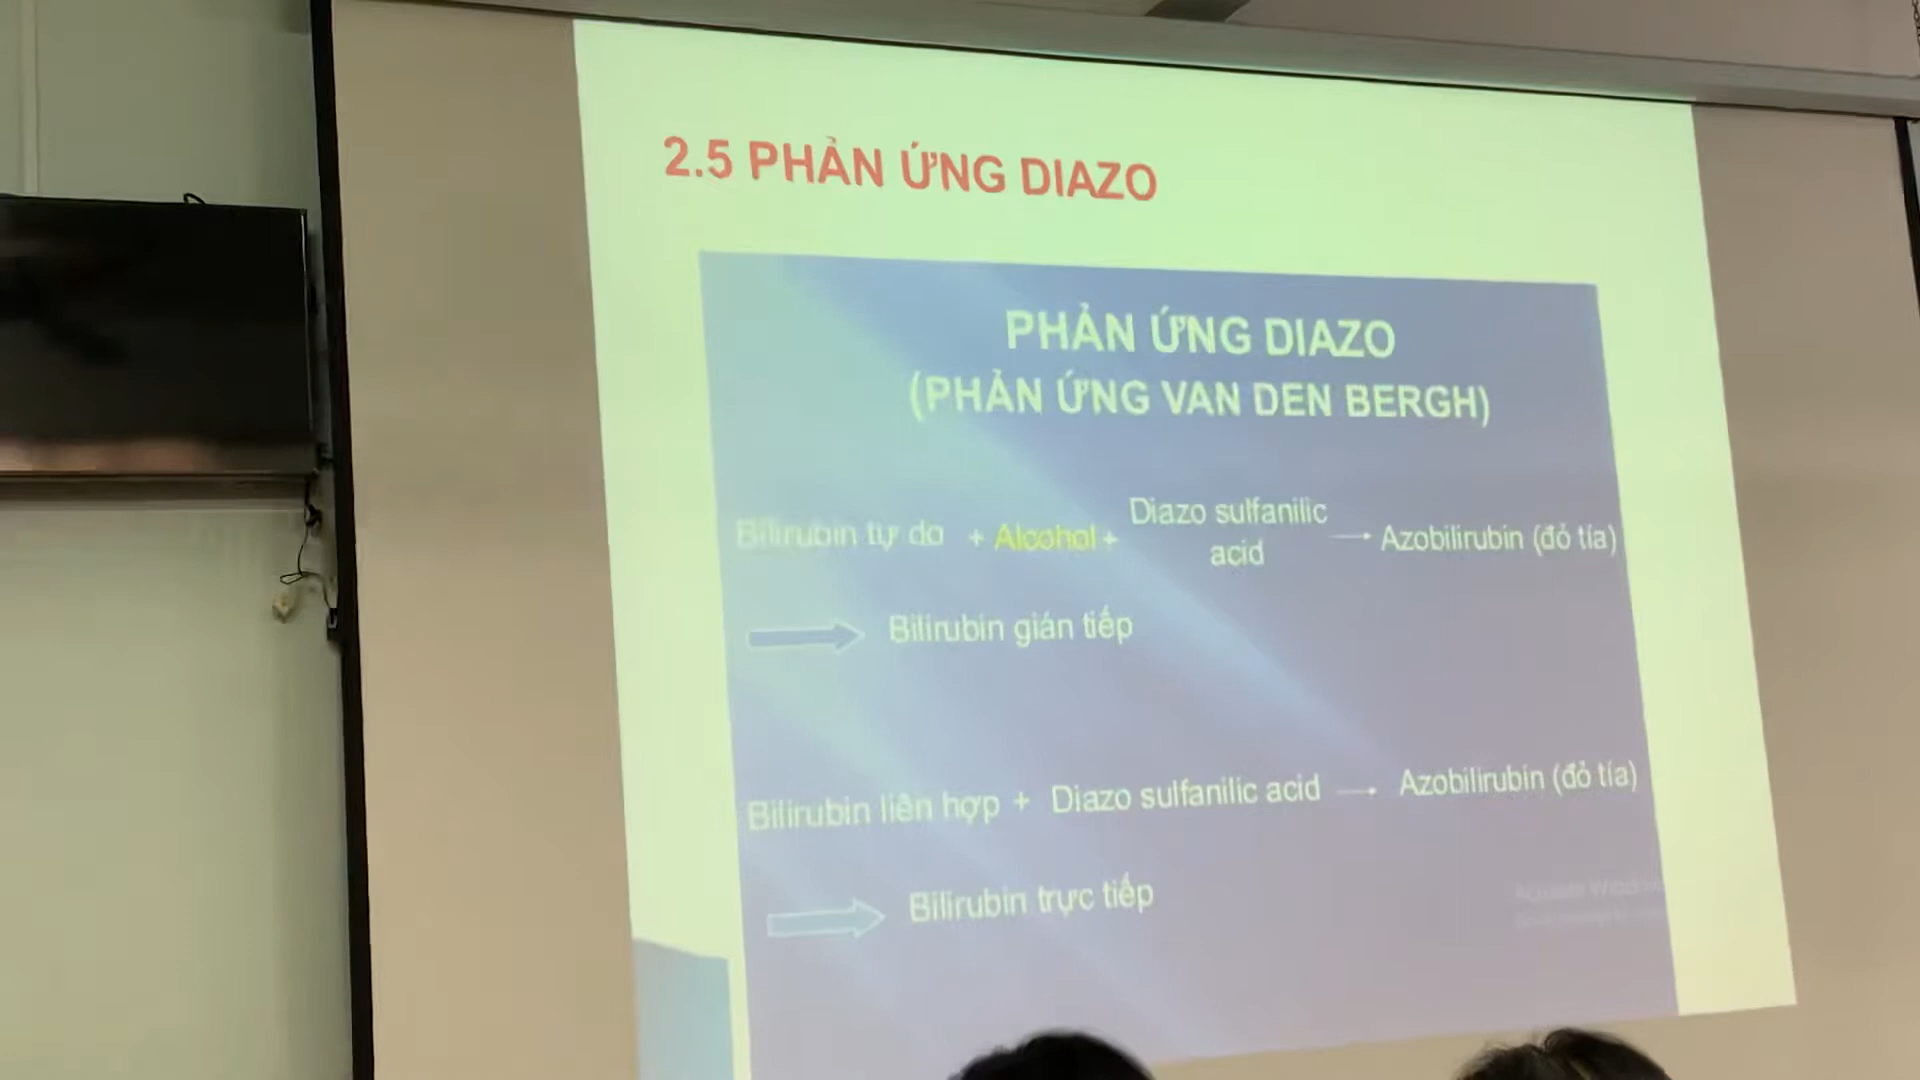 2.5 PHẢN ỨNG DIAZO
PHẢN ỨNG DIAZO
(PHẢN ỨNG VAN DEN BERGH)
Bilirubin tự do + Alcohol + Diazo sulfanilic acid → Azobilirubin (đỏ tía)
Bilirubin gián tiếp
Bilirubin liên hợp + Diazo sulfanilic acid → Azobilirubin (đỏ tía)
Bilirubin trực tiếp